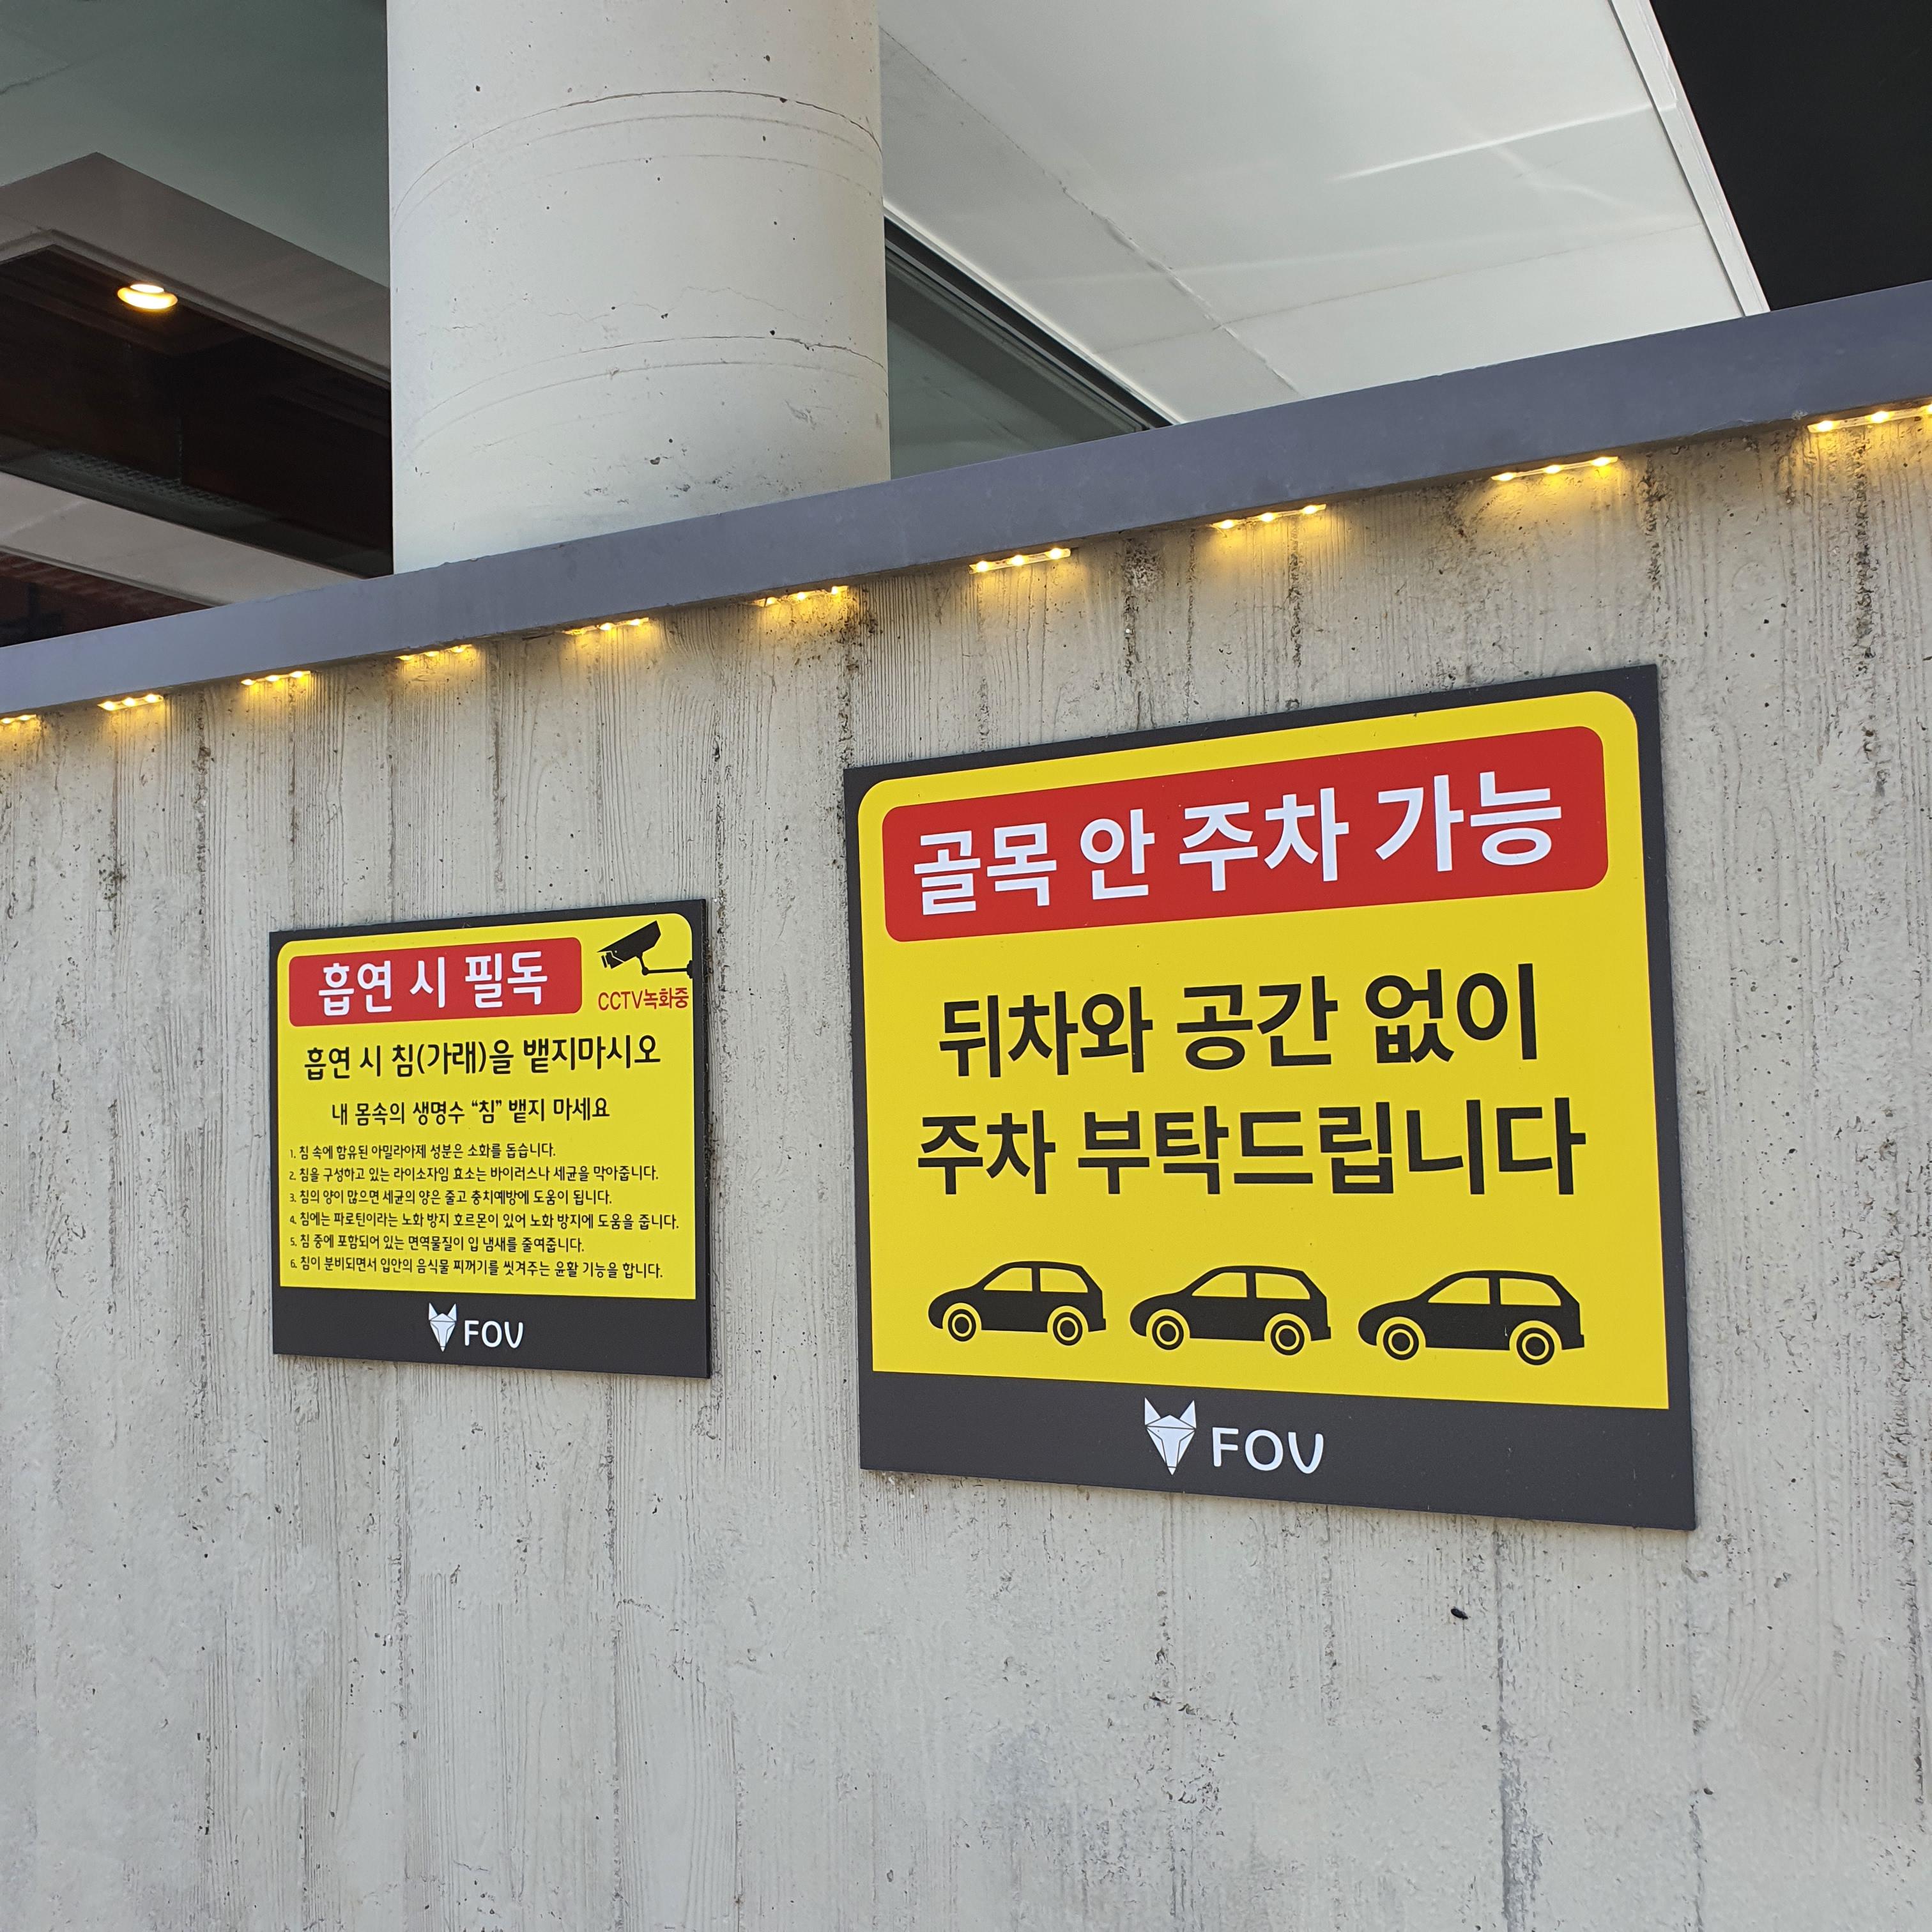 흡연 시 필독
CCTV녹화중
흡연 시 침(가래)을 뱉지마시오
내 몸속의 생명수 “침” 뱉지 마세요
1. 침 속에 함유된 아밀라아제 성분은 소화를 돕습니다.
2. 침을 구성하고 있는 라이소자임 효소는 바이러스나 세균을 막아줍니다.
3. 침의 양이 많으면 세균의 양은 줄고 충치예방에 도움이 됩니다.
4. 침에는 파로틴이라는 노화 방지 호르몬이 있어 노화 방지에 도움을 줍니다.
5. 침 중에 포함되어 있는 면역물질이 입 냄새를 줄여줍니다.
6. 침이 분비되면서 입안의 음식물 찌꺼기를 씻겨주는 윤활 기능을 합니다.
FOV
골목 안 주차 가능
뒤차와 공간 없이
주차 부탁드립니다
FOV